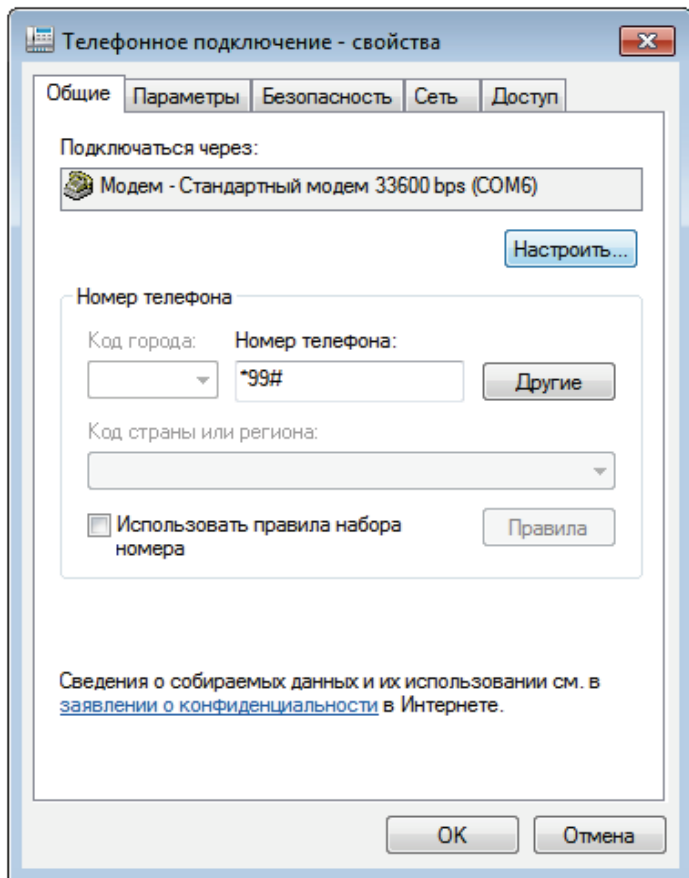 Телефонное подключение - свойства
Общие Параметры Безопасность Сеть Доступ
Подключаться через:
Модем - Стандартный модем 33600 bps (COM6)
Настроить...
Номер телефона
Код города: Номер телефона:
*99# Другие
Код страны или региона:
Использовать правила набора
номера
Правила
Сведения о собираемых данных и их использовании см. в
заявлении о конфиденциальности в Интернете.
OK Отмена